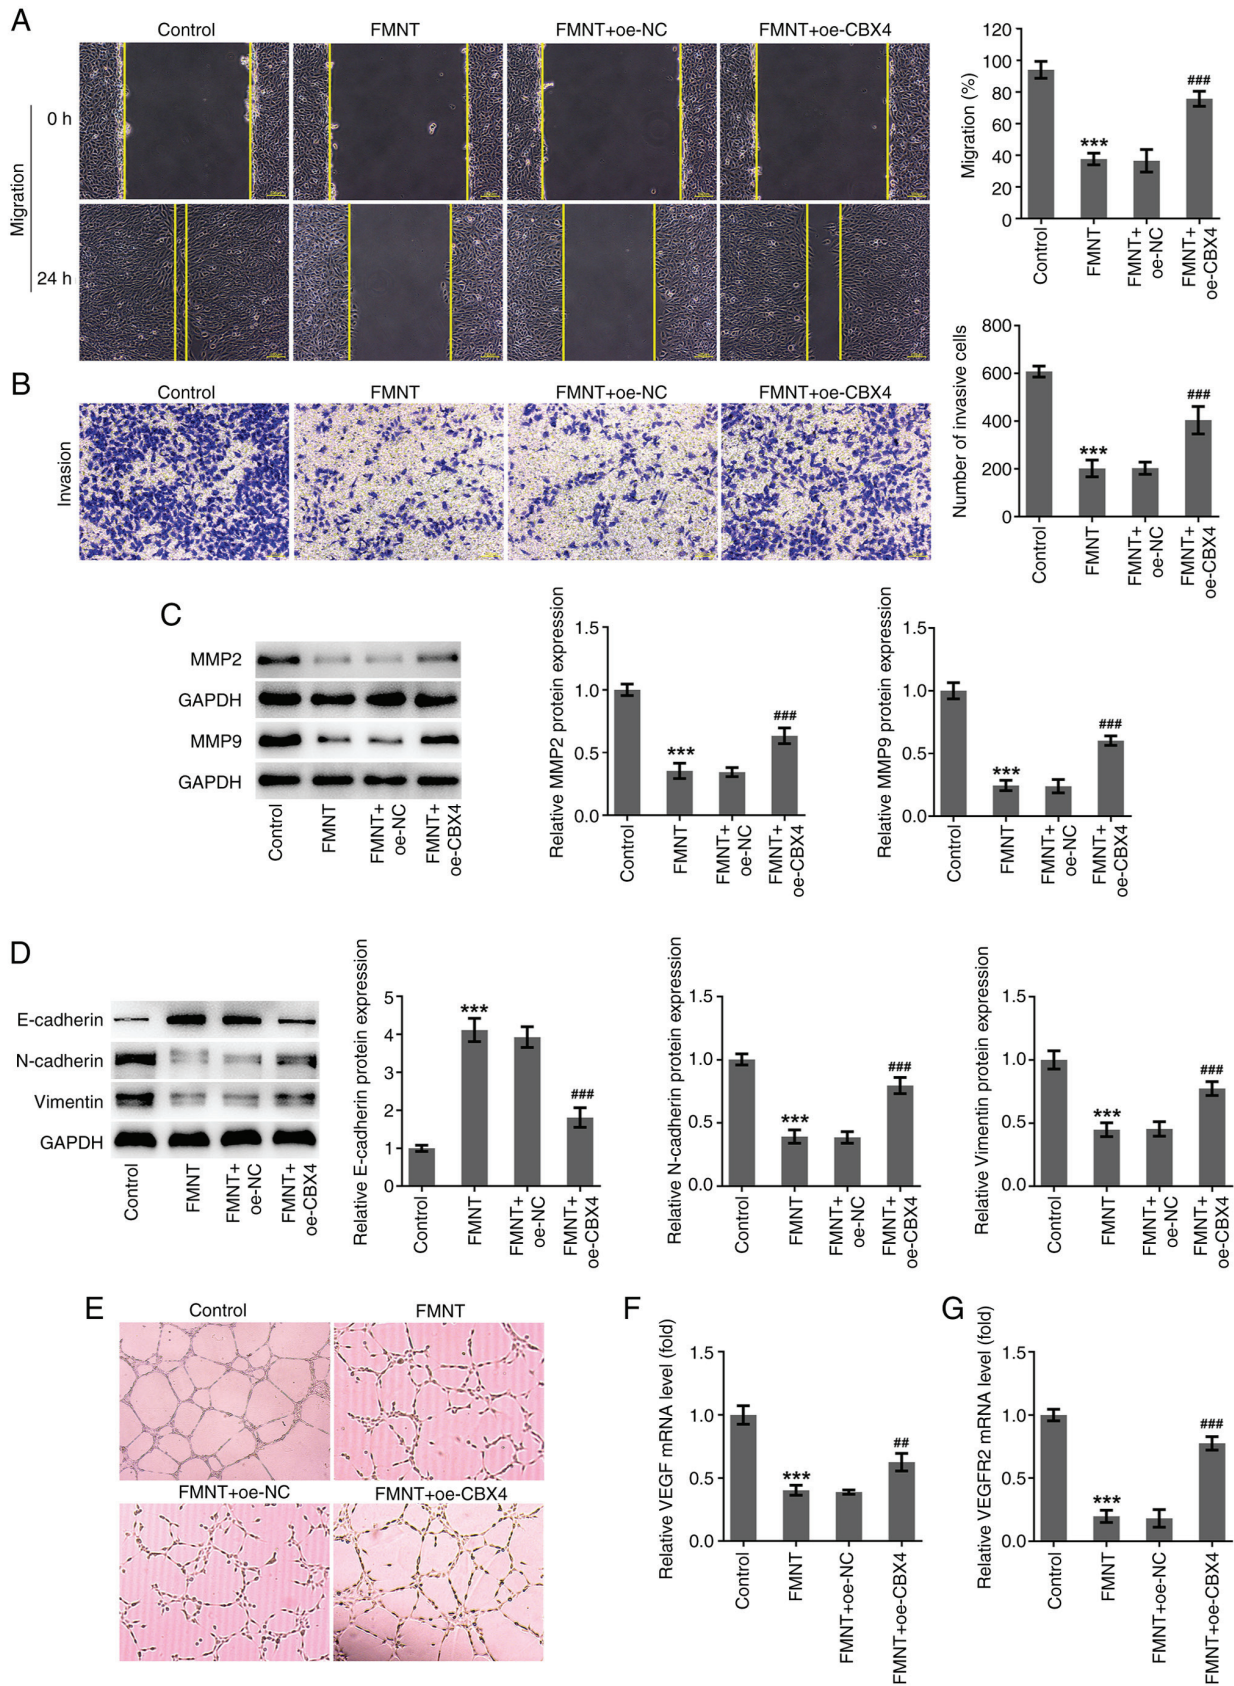 A
Control
FMNT
FMNT+oe-NC
FMNT+oe-CBX4
Migration
0 h
24 h
Migration (%)
120
100
80
60
40
20
0
***
###
Control
FMNT
FMNT+
oe-NC
FMNT+
oe-CBX4
B
Control
FMNT
FMNT+oe-NC
FMNT+oe-CBX4
Invasion
Number of invasive cells
800
600
400
200
0
***
###
Control
FMNT
FMNT+
oe-NC
FMNT+
oe-CBX4
C
MMP2
GAPDH
MMP9
GAPDH
Control
FMNT
FMNT+
oe-NC
FMNT+
oe-CBX4
Relative MMP2 protein expression
1.5
1.0
0.5
0.0
***
###
Control
FMNT
FMNT+
oe-NC
FMNT+
oe-CBX4
Relative MMP9 protein expression
1.5
1.0
0.5
0.0
***
###
Control
FMNT
FMNT+
oe-NC
FMNT+
oe-CBX4
D
E-cadherin
N-cadherin
Vimentin
GAPDH
Control
FMNT
FMNT+
oe-NC
FMNT+
oe-CBX4
Relative E-cadherin protein expression
5
4
3
2
1
0
***
###
Control
FMNT
FMNT+
oe-NC
FMNT+
oe-CBX4
Relative N-cadherin protein expression
1.5
1.0
0.5
0.0
***
###
Control
FMNT
FMNT+
oe-NC
FMNT+
oe-CBX4
Relative Vimentin protein expression
1.5
1.0
0.5
0.0
***
###
Control
FMNT
FMNT+
oe-NC
FMNT+
oe-CBX4
E
Control
FMNT
FMNT+oe-NC
FMNT+oe-CBX4
F
Relative VEGF mRNA level (fold)
1.5
1.0
0.5
0.0
***
##
Control
FMNT
FMNT+oe-NC
FMNT+oe-CBX4
G
Relative VEGFR2 mRNA level (fold)
1.5
1.0
0.5
0.0
***
###
Control
FMNT
FMNT+oe-NC
FMNT+oe-CBX4